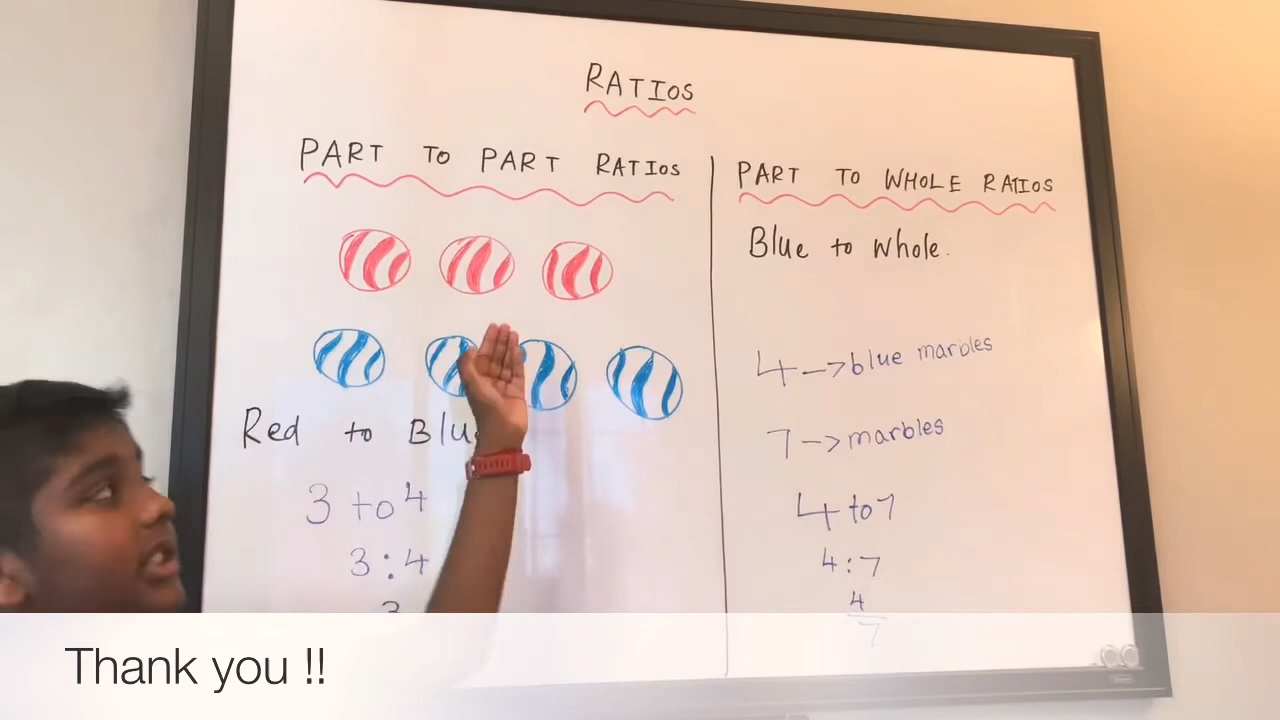 RATIOS
PART TO PART RATIOS
Red to Blu
3 to 4
3:4
3
PART TO WHOLE RATIOS
Blue to Whole.
4 -> blue marbles
7 -> marbles
4 to 7
4:7
4
7
Thank you !!